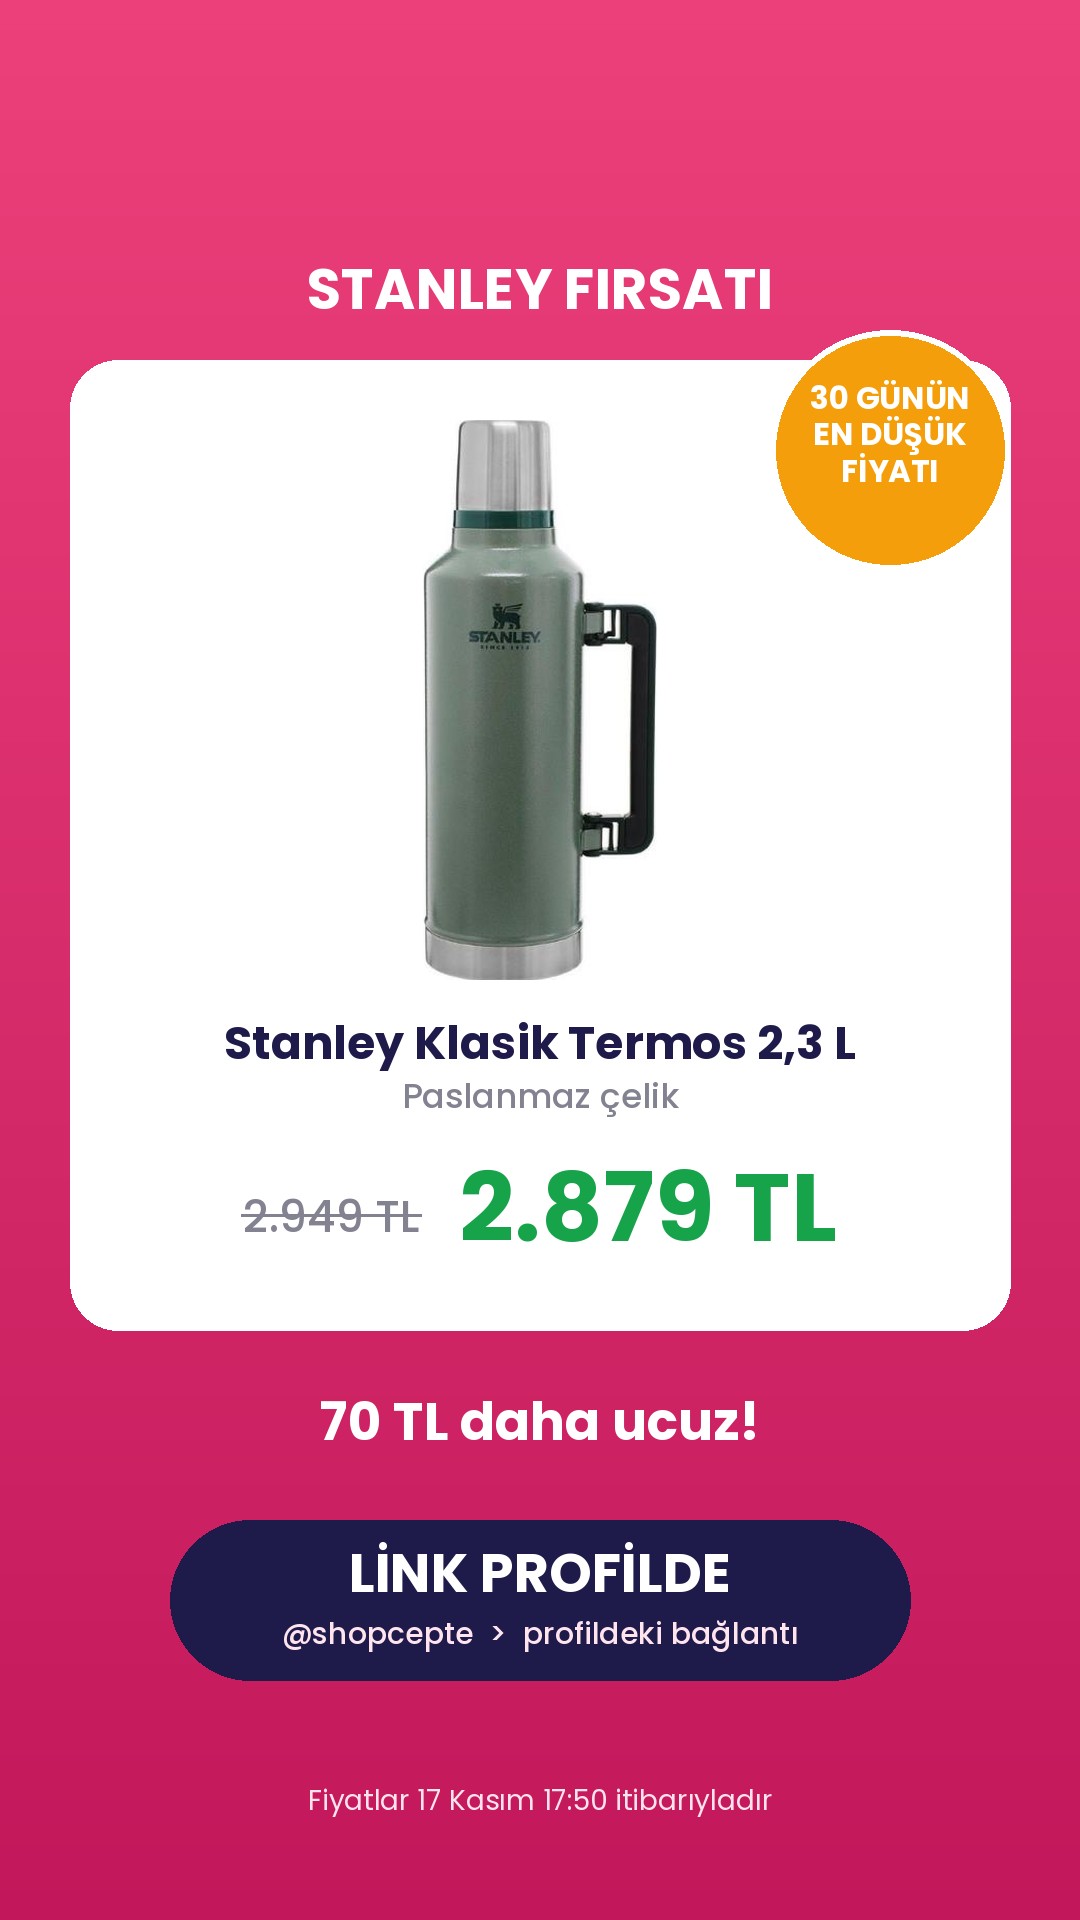 STANLEY FIRSATI
30 GÜNÜN
EN DÜŞÜK
FİYATI
STANLEY
SINCE 1913
Stanley Klasik Termos 2,3 L
Paslanmaz çelik
2.949 TL 2.879 TL
70 TL daha ucuz!
LİNK PROFİLDE
@shopcepte > profildeki bağlantı
Fiyatlar 17 Kasım 17:50 itibarıyladır